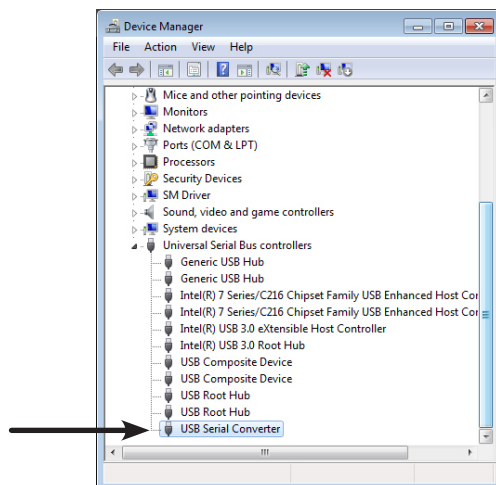 Device Manager
File Action View Help
Mice and other pointing devices
Monitors
Network adapters
Ports (COM & LPT)
Processors
Security Devices
SM Driver
Sound, video and game controllers
System devices
Universal Serial Bus controllers
Generic USB Hub
Generic USB Hub
Intel(R) 7 Series/C216 Chipset Family USB Enhanced Host Cor
Intel(R) 7 Series/C216 Chipset Family USB Enhanced Host Cor
Intel(R) USB 3.0 eXtensible Host Controller
Intel(R) USB 3.0 Root Hub
USB Composite Device
USB Composite Device
USB Root Hub
USB Root Hub
USB Serial Converter